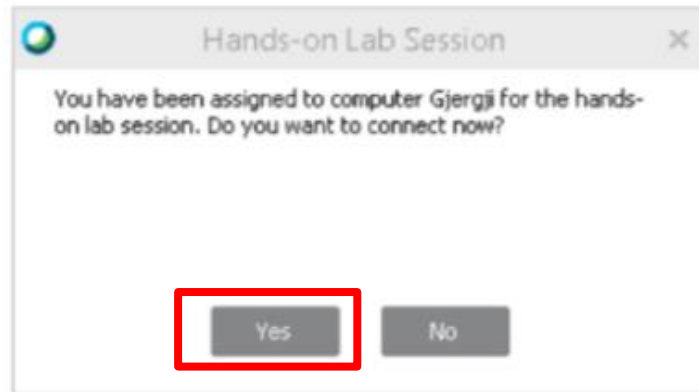 Hands-on Lab Session
You have been assigned to computer Gjergji for the hands-
on lab session. Do you want to connect now?
Yes
No